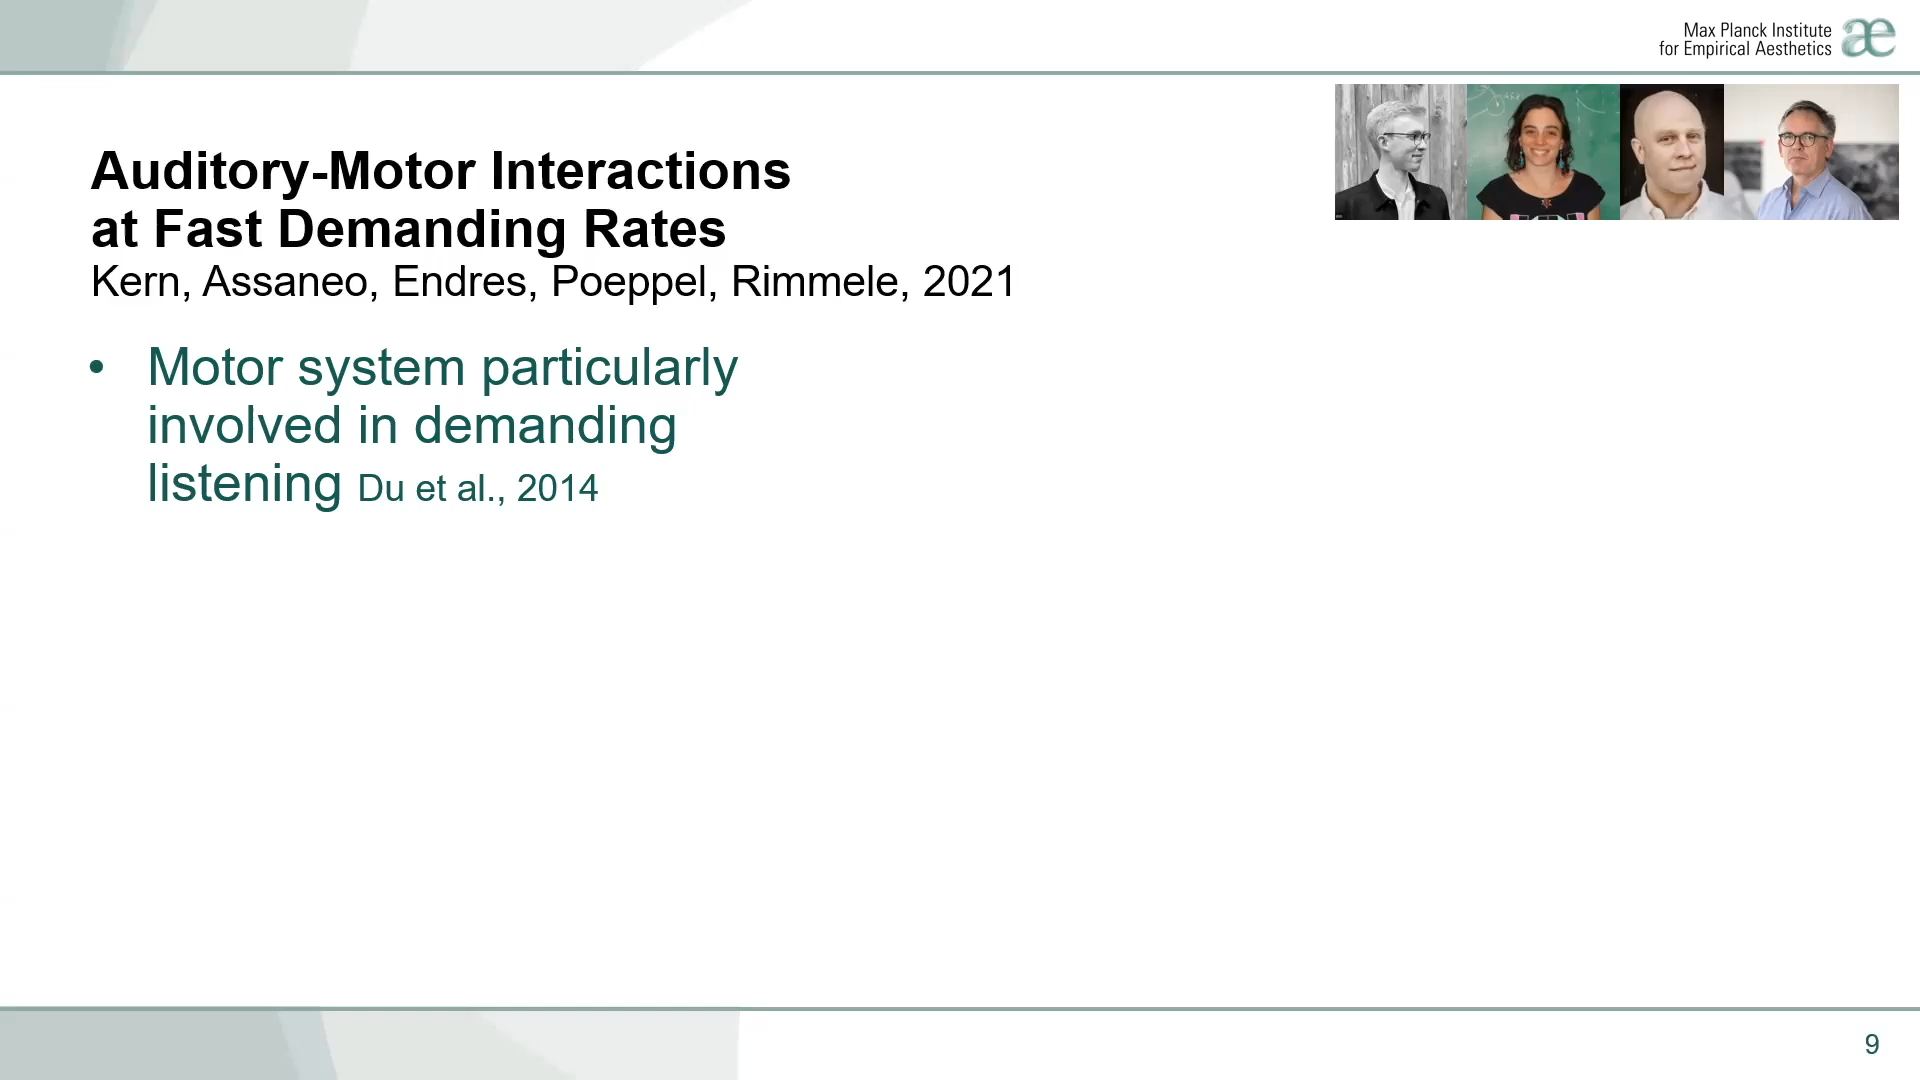 Max Planck Institute
for Empirical Aesthetics æ
Auditory-Motor Interactions
at Fast Demanding Rates
Kern, Assaneo, Endres, Poeppel, Rimmele, 2021
• Motor system particularly
involved in demanding
listening Du et al., 2014
9